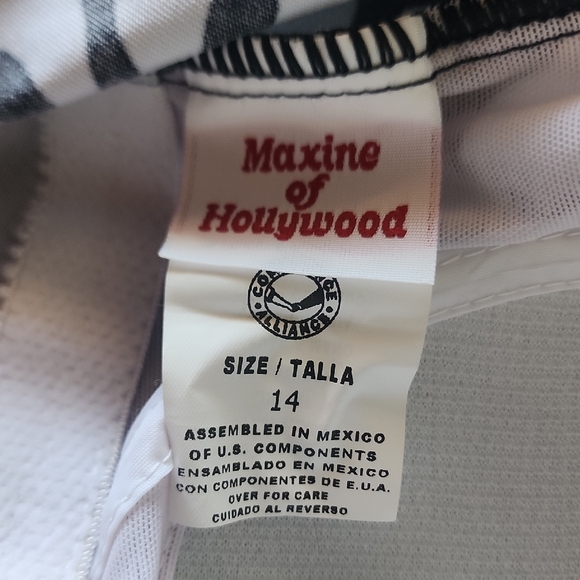 Maxine
of
Hollywood
ALLIANCE
SIZE / TALLA
14
ASSEMBLED IN MEXICO
OF U.S. COMPONENTS
ENSAMBLADO EN MEXICO
CON COMPONENTES DE E.U.A.
OVER FOR CARE
CUIDADO AL REVERSO